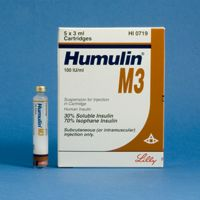 5 x 3 ml
Cartridges
HI 0719
Humulin®
100 IU/ml
M3
Suspension for Injection
in Cartridge
Human Insulin
30% Soluble Insulin
70% Isophane Insulin
Subcutaneous (or intramuscular)
injection only
Lilly
M3